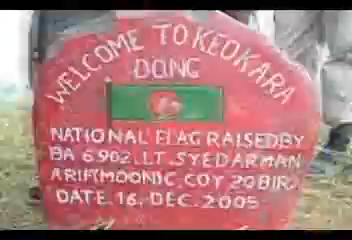 WELCOME TO KEOKARA
DONG
NATIONAL FLAG RAISED BY
BA 6902. LT. SYED ARMAN
ARIF(MOONIC COY 20 BIR)
DATE. 16. DEC. 2005